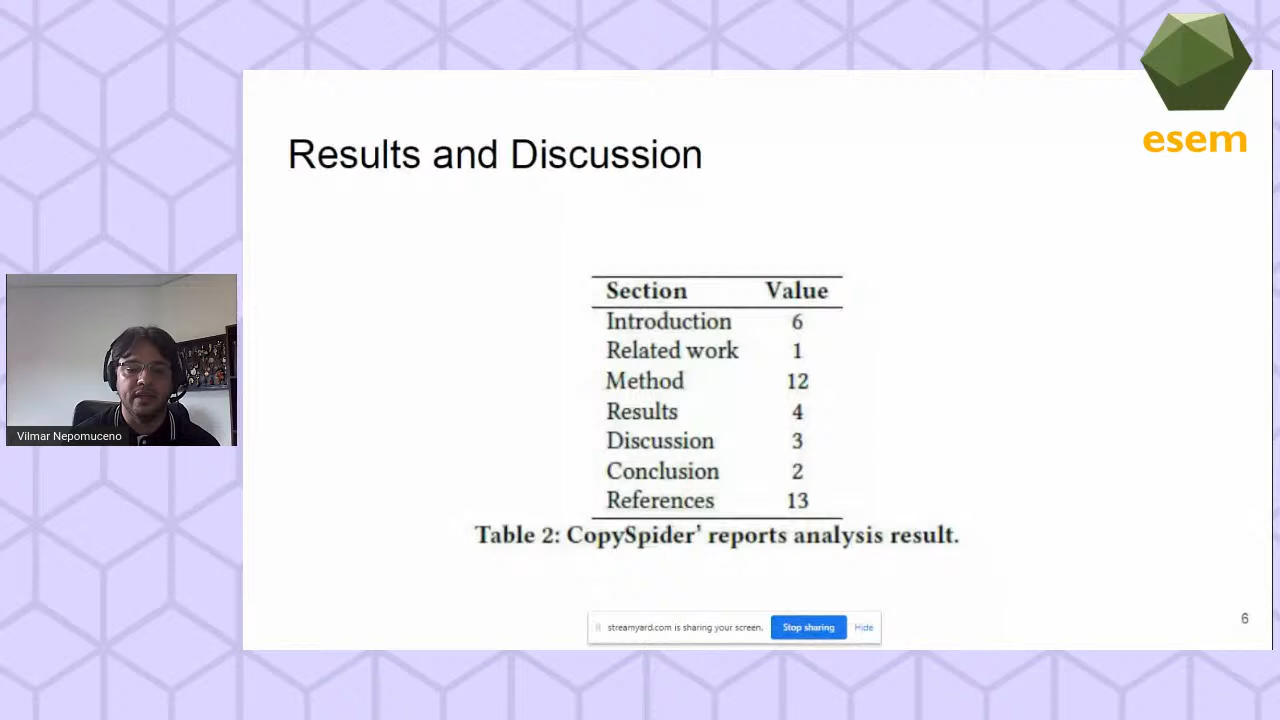 esem
Results and Discussion
Section Value
Introduction 6
Related work 1
Method 12
Results 4
Discussion 3
Conclusion 2
References 13
Table 2: CopySpider' reports analysis result.
Vilmar Nepomuceno
streamyard.com is sharing your screen. Stop sharing Hide
6